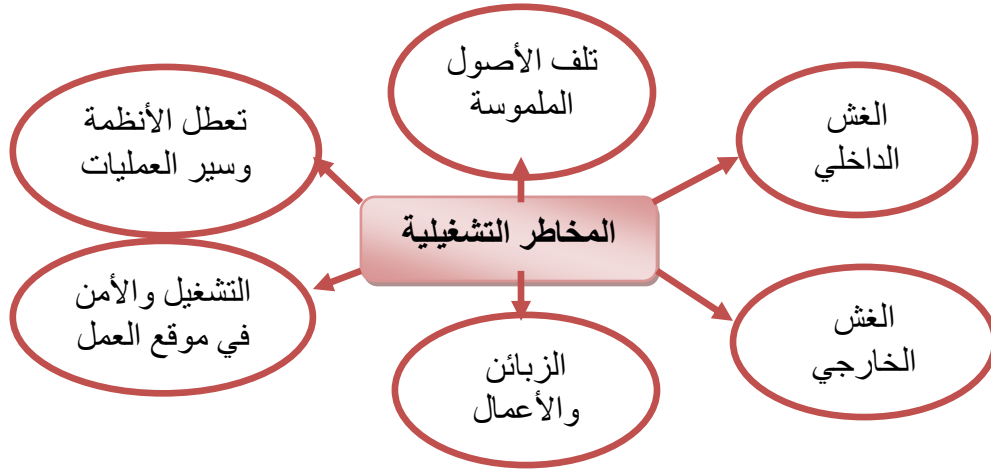 تلف الأصول
الملموسة
الغش
الداخلي
تعطل الأنظمة
وسير العمليات
المخاطر التشغيلية
التشغيل والأمن
في موقع العمل
الغش
الخارجي
الزبائن
والأعمال